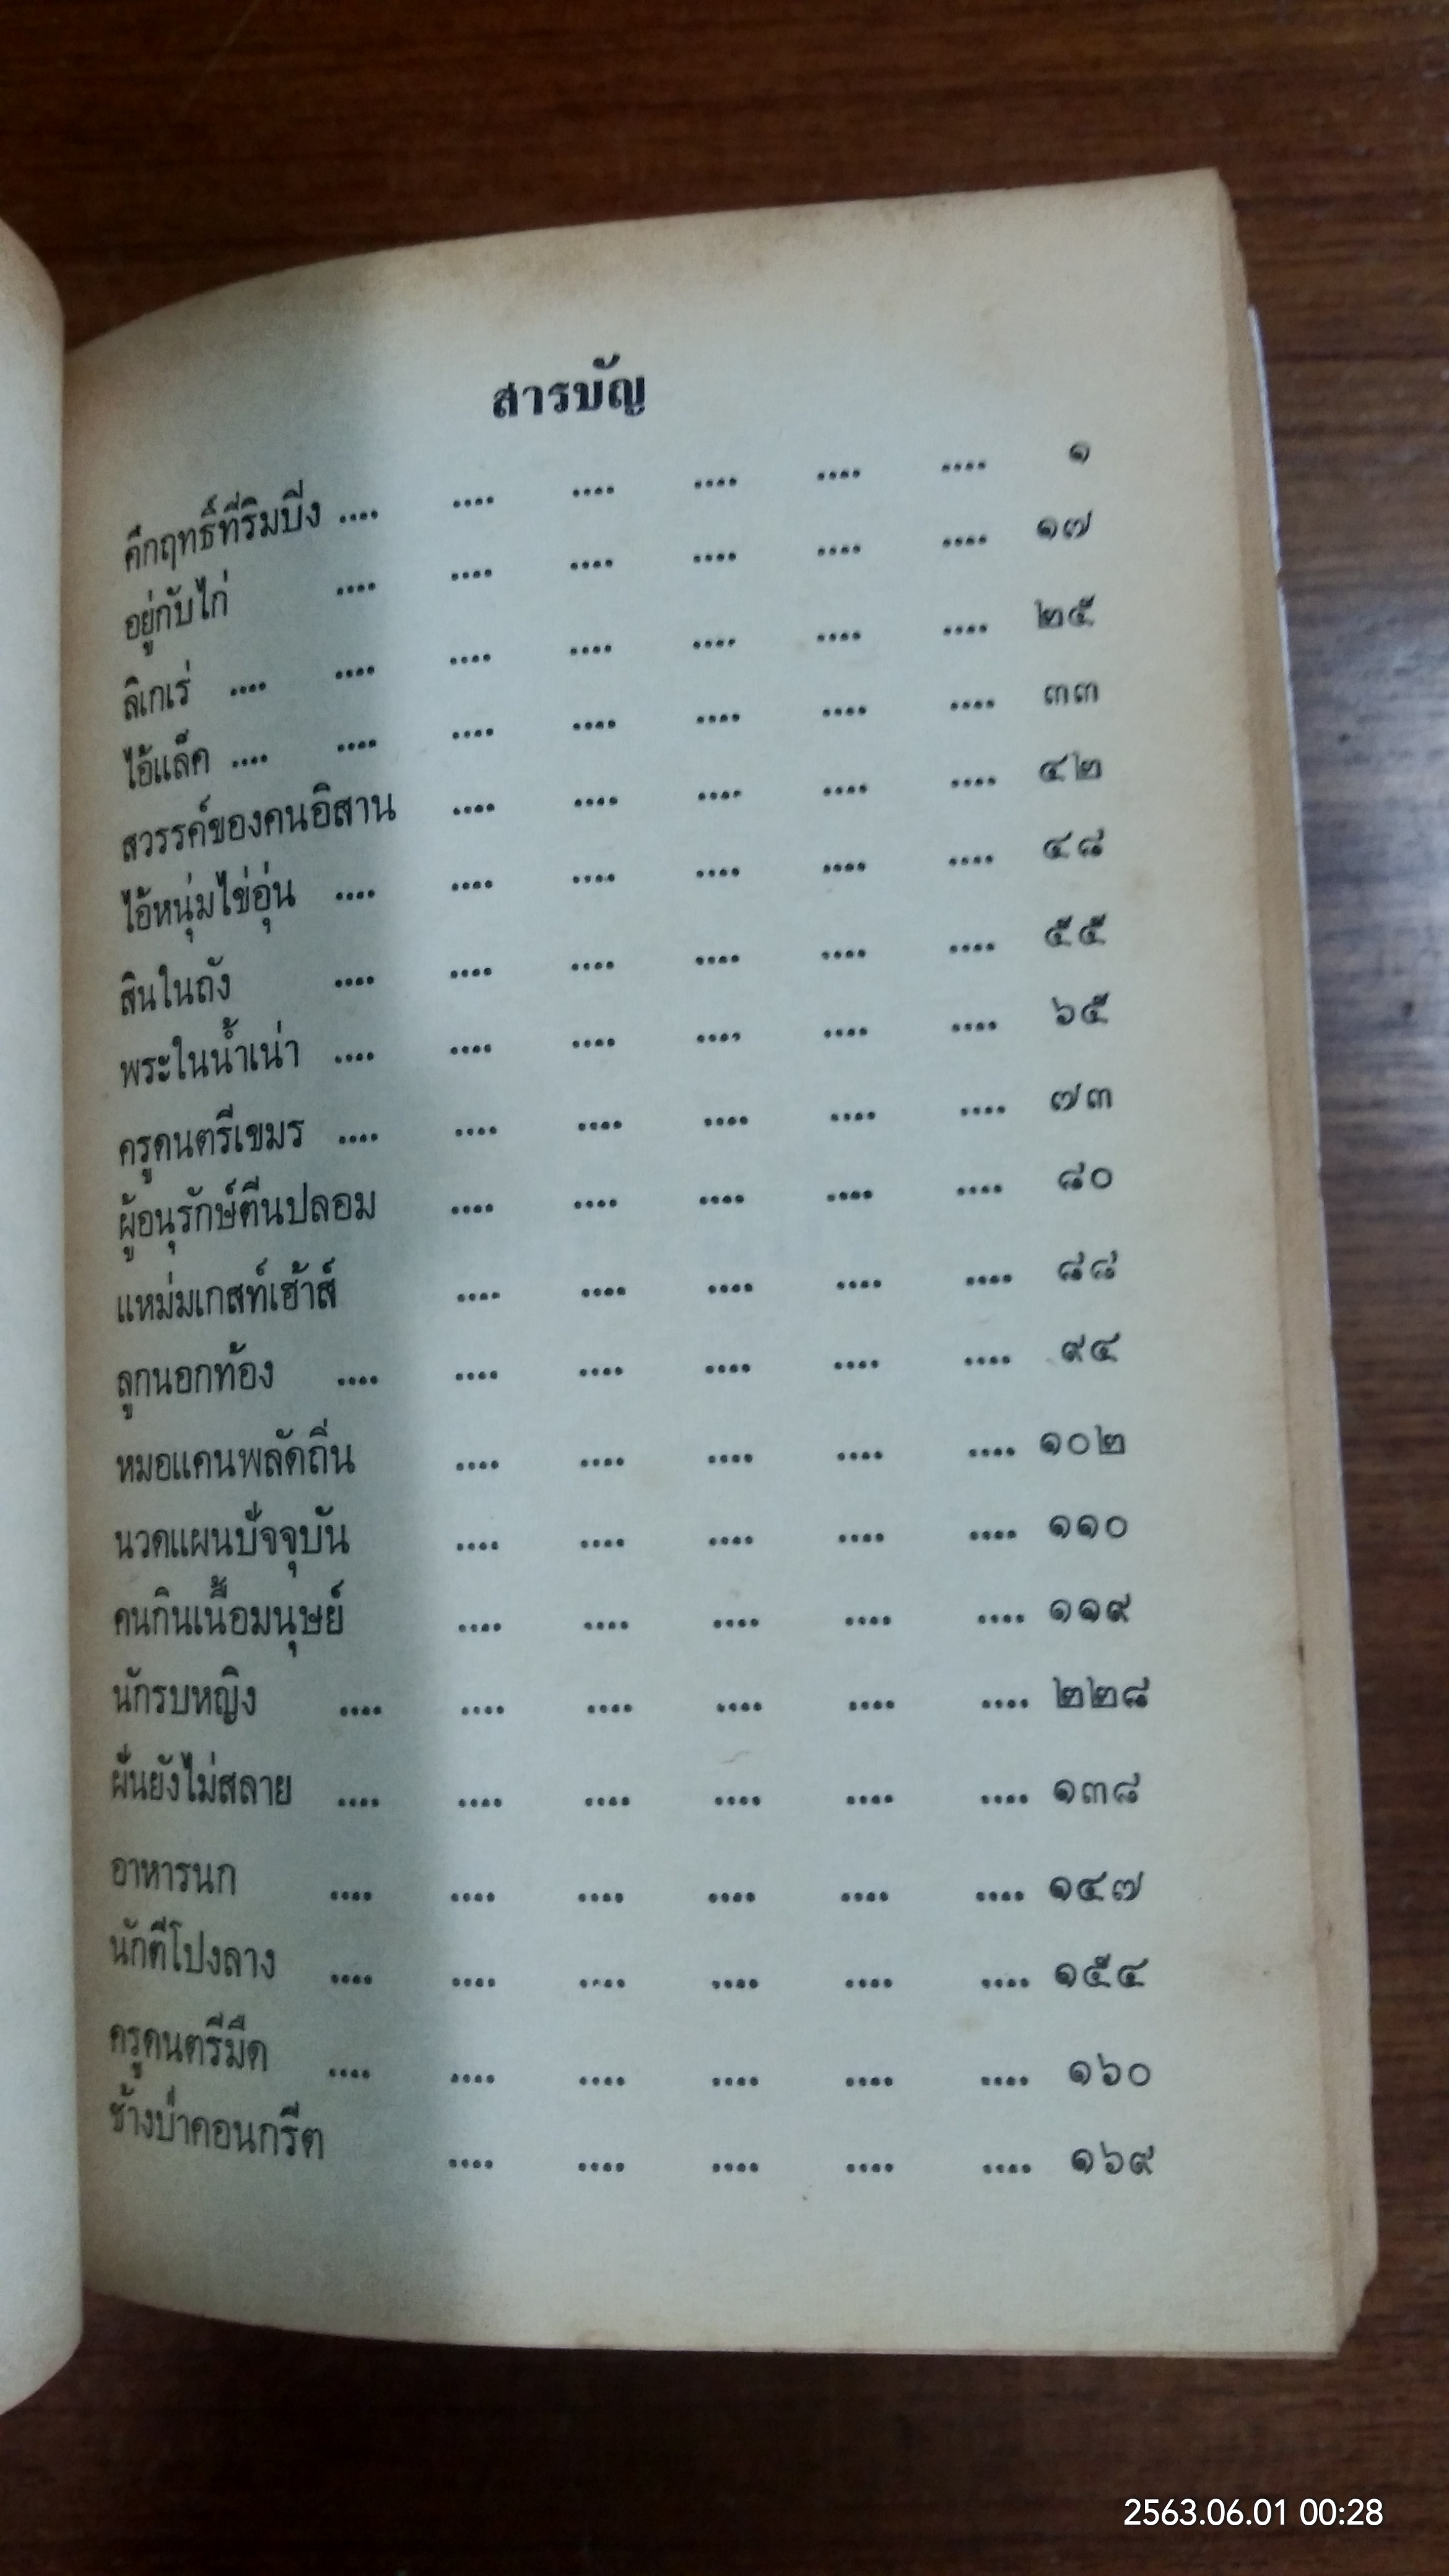 สารบัญ
คึกฤทธิ์ที่ริมบึง .... .... .... .... .... .... ๑
อยู่กับไก่ .... .... .... .... .... .... ๑๗
ลิเกเร่ .... .... .... .... .... .... .... ๒๕
ไอ้แล็ค .... .... .... .... .... .... .... ๓๓
สวรรค์ของคนอิสาน .... .... .... .... .... ๔๒
ไอ้หนุ่มไข่อุ่น .... .... .... .... .... .... ๔๘
สินในถัง .... .... .... .... .... .... ๕๕
พระในน้ำเน่า .... .... .... .... .... .... ๖๕
ครูดนตรีเขมร .... .... .... .... .... .... ๗๓
ผู้อนุรักษ์ตีนปลอม .... .... .... .... .... ๘๐
แหม่มเกสท์เฮ้าส์ .... .... .... .... .... ๘๘
ลูกนอกท้อง .... .... .... .... .... .... ๙๔
หมอแคนพลัดถิ่น .... .... .... .... .... ๑๐๒
นวดแผนปัจจุบัน .... .... .... .... .... ๑๑๐
คนกินเนื้อมนุษย์ .... .... .... .... .... ๑๑๙
นักรบหญิง .... .... .... .... .... .... ๒๒๘
ฝันยังไม่สลาย .... .... .... .... .... .... ๑๓๘
อาหารนก .... .... .... .... .... .... ๑๔๗
นักตีโปงลาง .... .... .... .... .... .... ๑๕๔
ครูดนตรีมืด .... .... .... .... .... .... ๑๖๐
ช้างป่าคอนกรีต .... .... .... .... .... ๑๖๙
2563.06.01 00:28